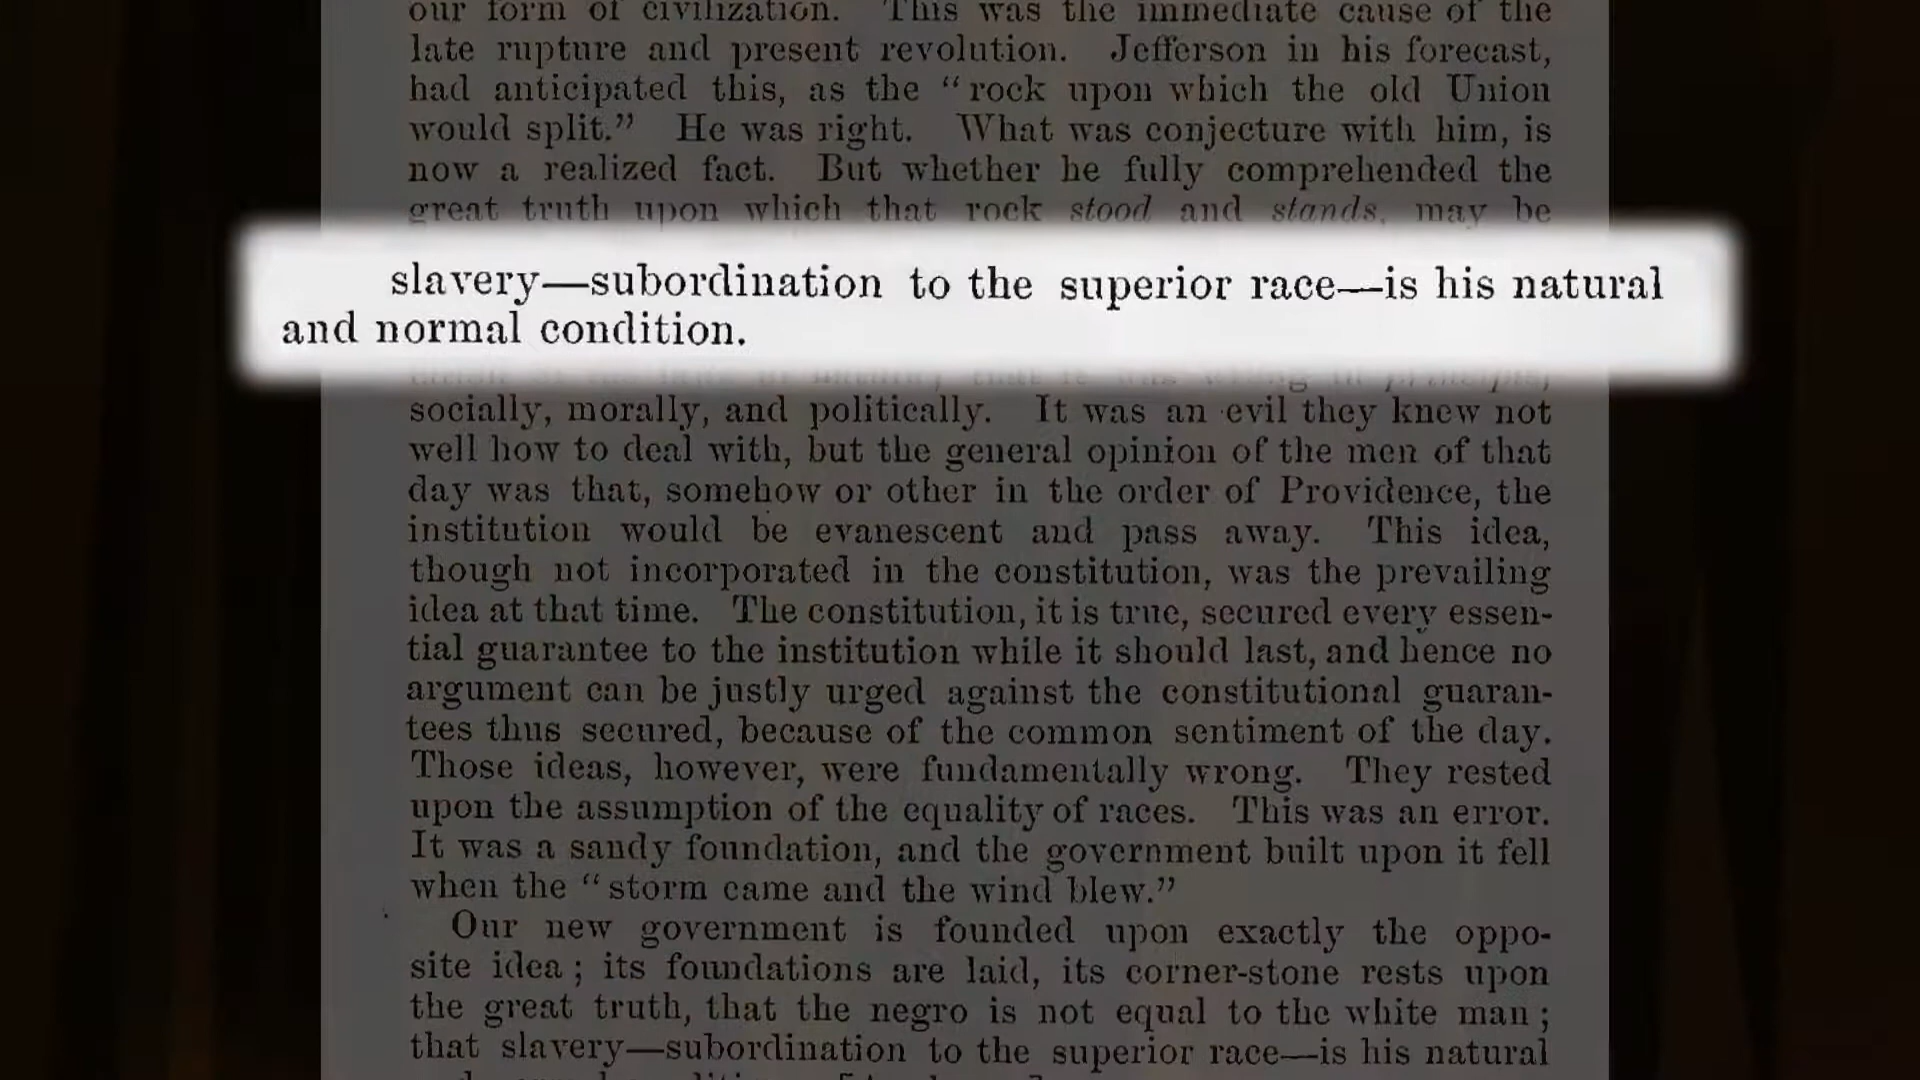 our form of civilization. This was the immediate cause of the
late rupture and present revolution. Jefferson in his forecast,
had anticipated this, as the “rock upon which the old Union
would split.” He was right. What was conjecture with him, is
now a realized fact. But whether he fully comprehended the
great truth upon which that rock stood and stands, may be
slavery—subordination to the superior race—is his natural
and normal condition.
socially, morally, and politically. It was an evil they knew not
well how to deal with, but the general opinion of the men of that
day was that, somehow or other in the order of Providence, the
institution would be evanescent and pass away. This idea,
though not incorporated in the constitution, was the prevailing
idea at that time. The constitution, it is true, secured every essen-
tial guarantee to the institution while it should last, and hence no
argument can be justly urged against the constitutional guaran-
tees thus secured, because of the common sentiment of the day.
Those ideas, however, were fundamentally wrong. They rested
upon the assumption of the equality of races. This was an error.
It was a sandy foundation, and the government built upon it fell
when the “storm came and the wind blew.”
Our new government is founded upon exactly the oppo-
site idea; its foundations are laid, its corner-stone rests upon
the great truth, that the negro is not equal to the white man;
that slavery—subordination to the superior race—is his natural